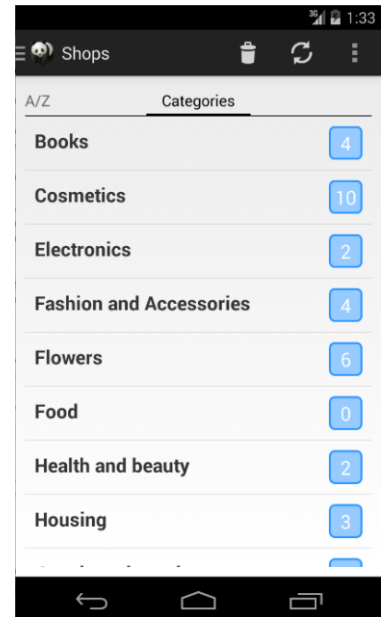 3G 1:33
Shops
A/Z Categories
Books 4
Cosmetics 10
Electronics 2
Fashion and Accessories 4
Flowers 6
Food 0
Health and beauty 2
Housing 3